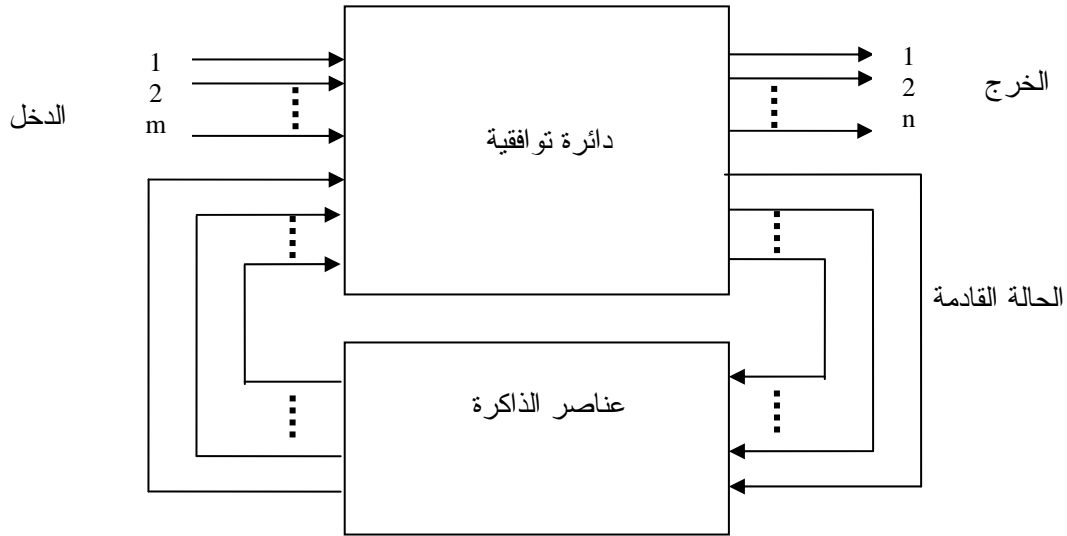 الدخل
1
2
m
دائرة توافقية
1
2
n
الخرج
الحالة القادمة
عناصر الذاكرة